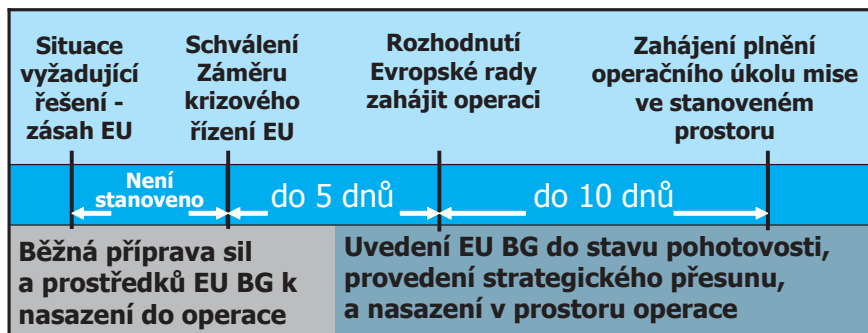 Situace
vyžadující
řešení -
zásah EU
Schválení
Záměru
krizového
řízení EU
Rozhodnutí
Evropské rady
zahájit operaci
Zahájení plnění
operačního úkolu mise
ve stanoveném
prostoru
Není
stanoveno
do 5 dnů
do 10 dnů
Běžná příprava sil
a prostředků EU BG k
nasazení do operace
Uvedení EU BG do stavu pohotovosti,
provedení strategického přesunu,
a nasazení v prostoru operace